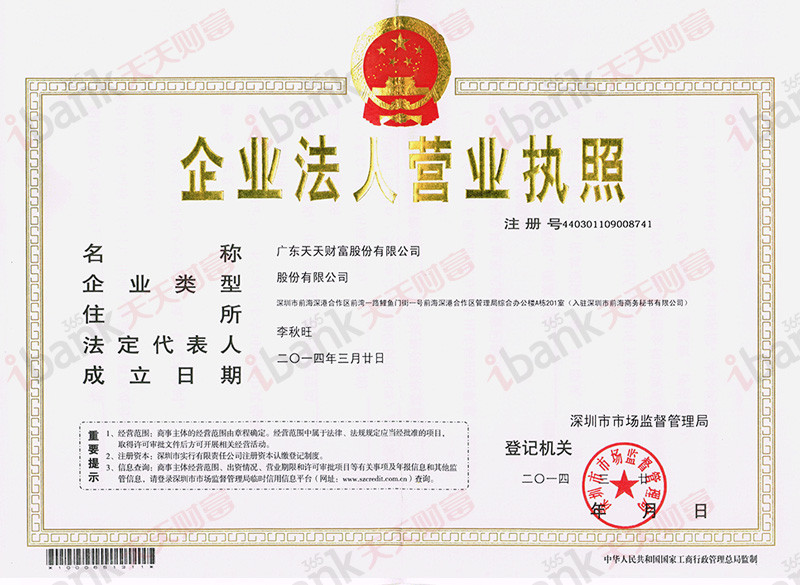 企业法人营业执照
注册号440301109008741
名称 广东天天财富股份有限公司
企业类型 股份有限公司
住所 深圳市前海深港合作区前湾一路鲤鱼门街一号前海深港合作区管理局综合办公楼A栋201室（入驻深圳市前海商务秘书有限公司）
法定代表人 李秋旺
成立日期 二〇一四年三月廿日
重要提示
1、经营范围：商事主体的经营范围由章程确定。经营范围中属于法律、法规规定应当经批准的项目，
取得许可审批文件后方可开展相关经营活动。
2、注册资本：深圳市实行有限责任公司注册资本认缴登记制度。
3、信息查询：商事主体经营范围、出资情况、营业期限和许可审批项目等有关事项及年报信息和其他监
管信息，请登录深圳市市场监督管理局临时信用信息平台（网址：www.szcredit.com.cn）查询。
深圳市市场监督管理局
登记机关
二〇一四 三 廿
年 月 日
深圳市市场监督管理局
中华人民共和国国家工商行政管理总局监制
ibank365天天财富